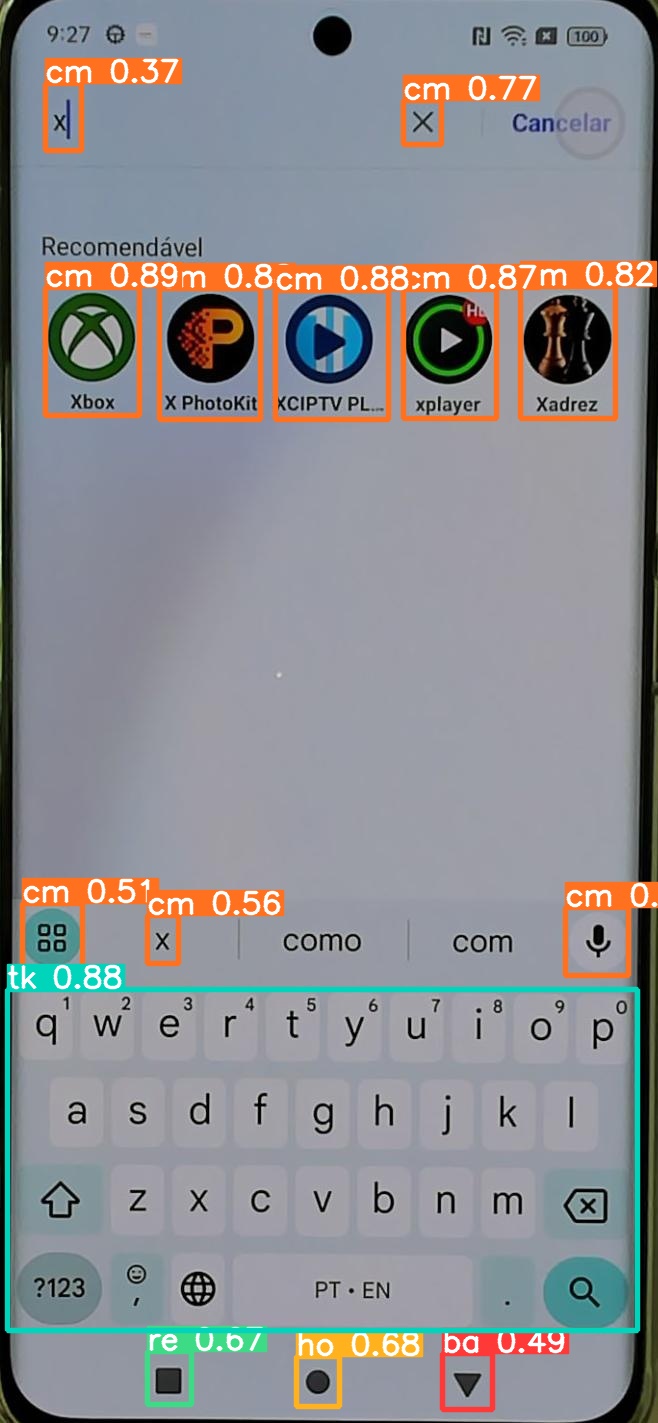 9:27 100
cm 0.37
cm 0.77
x
Cancelar
Recomendável
cm 0.89 m 0.8 cm 0.88 cm 0.87 m 0.82
HD
Xbox X PhotoKit XCIPTV PL... xplayer Xadrez
cm 0.51 cm 0.56 cm 0.
x como com
tk 0.88
1 2 3 4 5 6 7 8 9 0
q w e r t y u i o p
a s d f g h j k l
z x c v b n m
?123 , PT • EN .
re 0.67 ho 0.68 ba 0.49